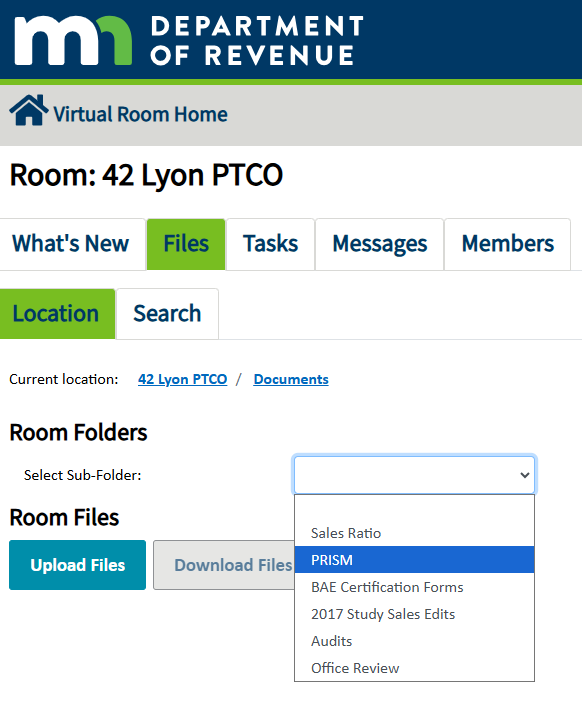 mn DEPARTMENT
OF REVENUE
Virtual Room Home
Room: 42 Lyon PTCO
What's New Files Tasks Messages Members
Location Search
Current location: 42 Lyon PTCO / Documents
Room Folders
Select Sub-Folder:
Room Files
Upload Files Download Files
Sales Ratio
PRISM
BAE Certification Forms
2017 Study Sales Edits
Audits
Office Review